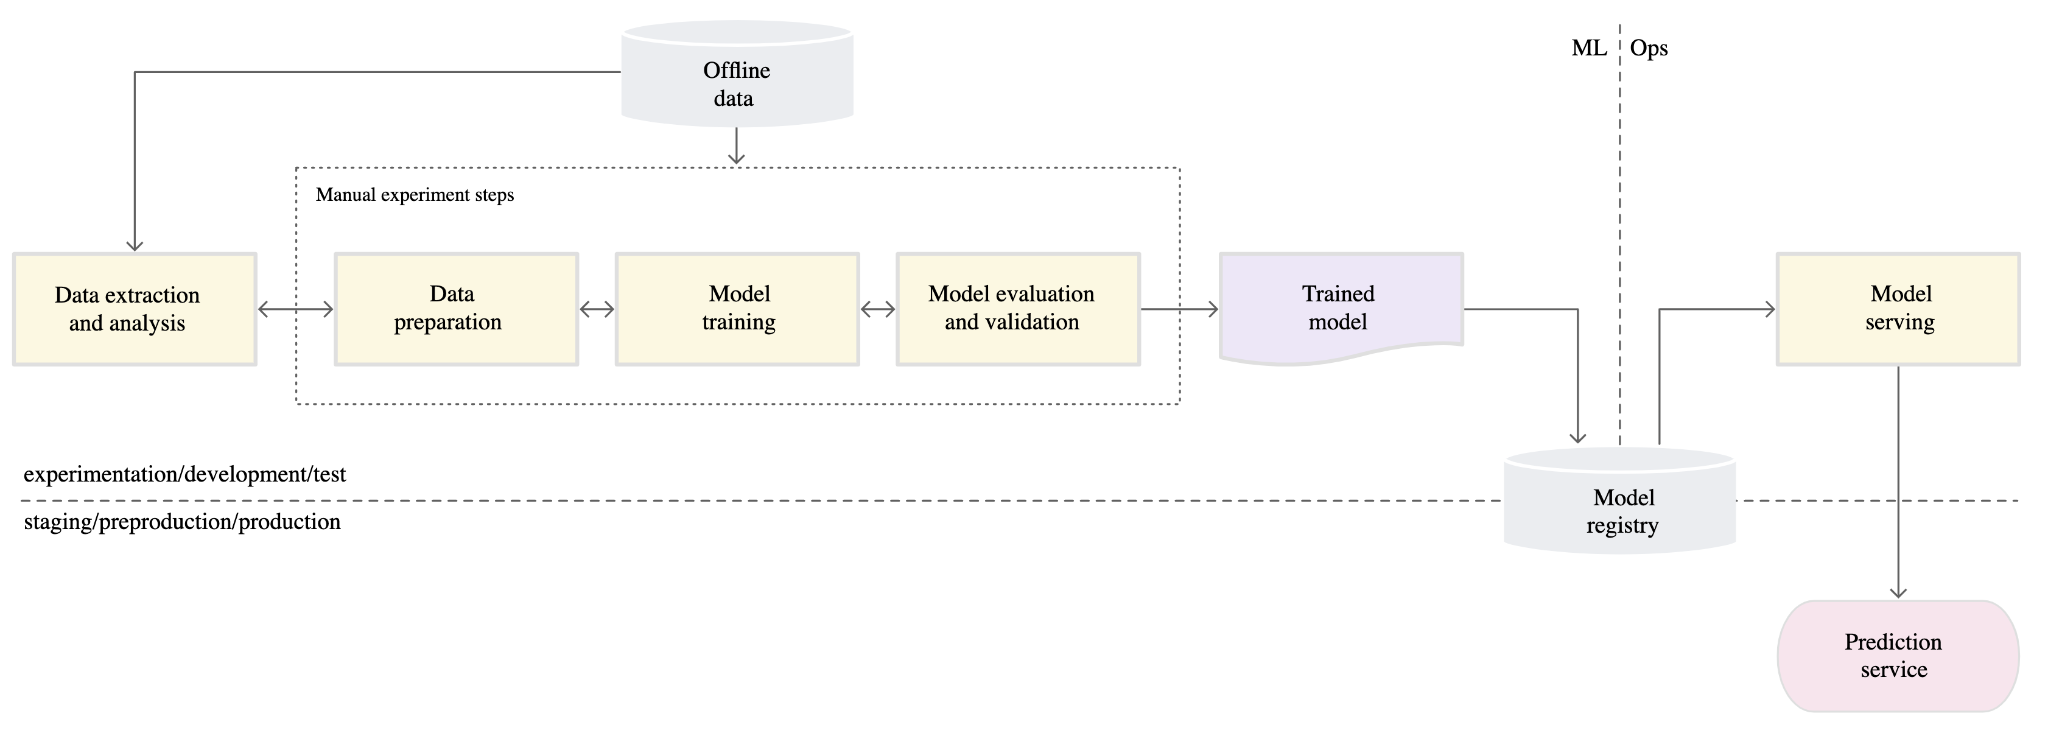 Offline
data
ML
Ops
Manual experiment steps
Data extraction
and analysis
Data
preparation
Model
training
Model evaluation
and validation
Trained
model
Model
serving
experimentation/development/test
staging/preproduction/production
Model
registry
Prediction
service